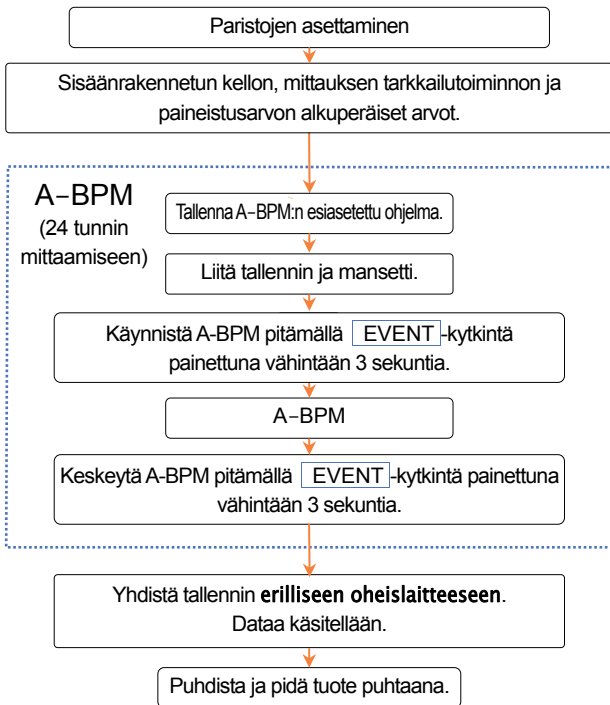 Paristojen asettaminen
Sisäänrakennetun kellon, mittauksen tarkkailutoiminnon ja
paineistusarvon alkuperäiset arvot.
A–BPM
(24 tunnin
mittaamiseen)
Tallenna A–BPM:n esiasetettu ohjelma.
Liitä tallennin ja mansetti.
Käynnistä A-BPM pitämällä EVENT -kytkintä
painettuna vähintään 3 sekuntia.
A–BPM
Keskeytä A-BPM pitämällä EVENT -kytkintä painettuna
vähintään 3 sekuntia.
Yhdistä tallennin erilliseen oheislaitteeseen.
Dataa käsitellään.
Puhdista ja pidä tuote puhtaana.